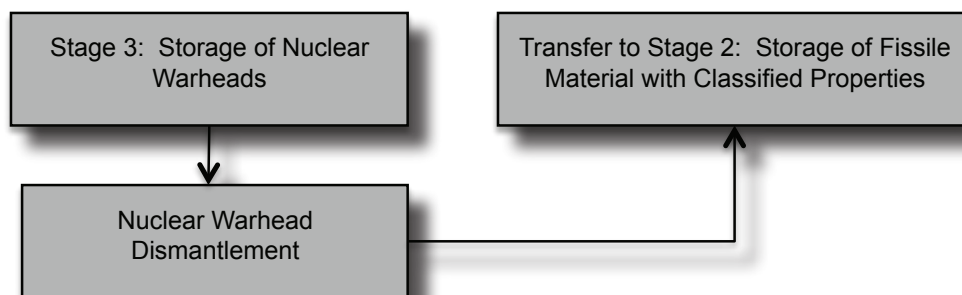 Stage 3:  Storage of Nuclear
Warheads
Transfer to Stage 2:  Storage of Fissile
Material with Classified Properties
Nuclear Warhead
Dismantlement